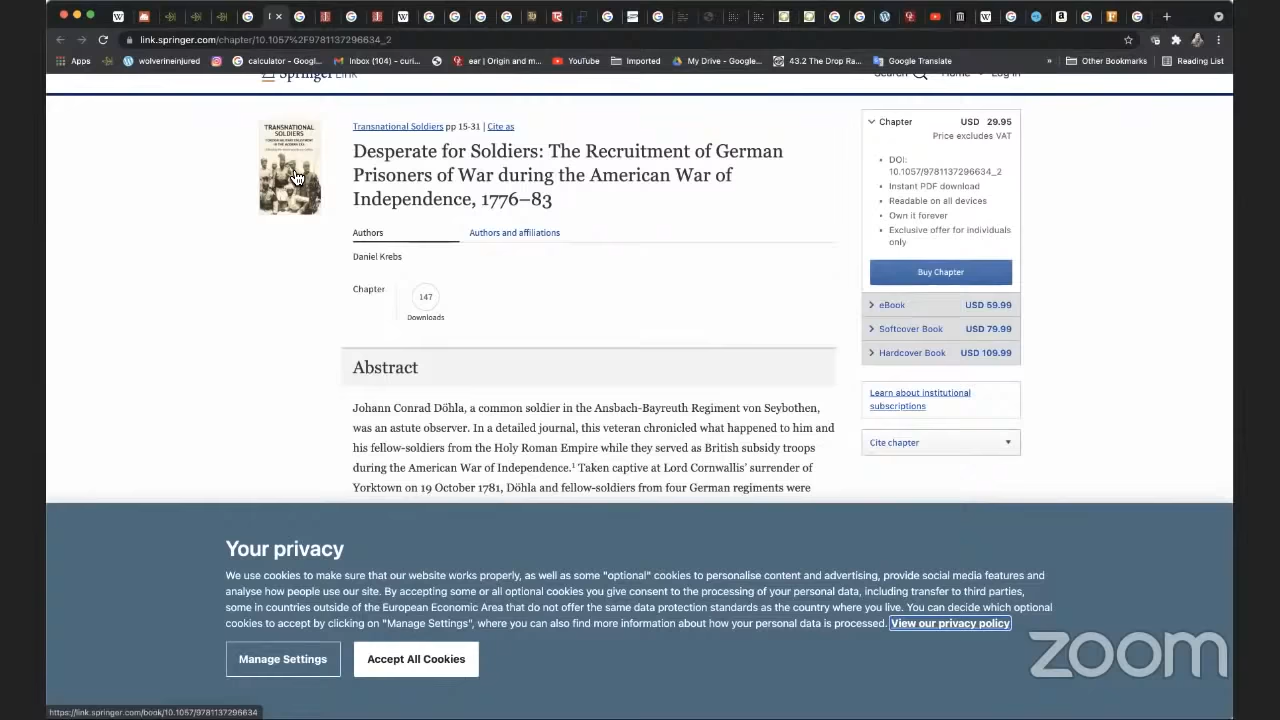 link.springer.com/chapter/10.1057%2F9781137296634_2
Apps
wolverineinjured
calculator - Googl...
Inbox (104) - curi...
ear | Origin and m...
YouTube
Imported
My Drive - Google...
43.2 The Drop Ra...
Google Translate
»
Other Bookmarks
Reading List
Springer Link
Search
Home
Log in
TRANSNATIONAL
SOLDIERS
Transnational Soldiers pp 15-31 | Cite as
Desperate for Soldiers: The Recruitment of German
Prisoners of War during the American War of
Independence, 1776–83
Authors
Authors and affiliations
Daniel Krebs
Chapter
147
Downloads
Abstract
Johann Conrad Döhla, a common soldier in the Ansbach-Bayreuth Regiment von Seybothen,
was an astute observer. In a detailed journal, this veteran chronicled what happened to him and
his fellow-soldiers from the Holy Roman Empire while they served as British subsidy troops
during the American War of Independence.¹ Taken captive at Lord Cornwallis’ surrender of
Yorktown on 19 October 1781, Döhla and fellow-soldiers from four German regiments were
Chapter USD 29.95
Price excludes VAT
• DOI:
10.1057/9781137296634_2
• Instant PDF download
• Readable on all devices
• Own it forever
• Exclusive offer for individuals
only
Buy Chapter
eBook USD 59.99
Softcover Book USD 79.99
Hardcover Book USD 109.99
Learn about institutional
subscriptions
Cite chapter
Your privacy
We use cookies to make sure that our website works properly, as well as some "optional" cookies to personalise content and advertising, provide social media features and
analyse how people use our site. By accepting some or all optional cookies you give consent to the processing of your personal data, including transfer to third parties,
some in countries outside of the European Economic Area that do not offer the same data protection standards as the country where you live. You can decide which optional
cookies to accept by clicking on "Manage Settings", where you can also find more information about how your personal data is processed. View our privacy policy
Manage Settings
Accept All Cookies
zoom
https://link.springer.com/book/10.1057/9781137296634